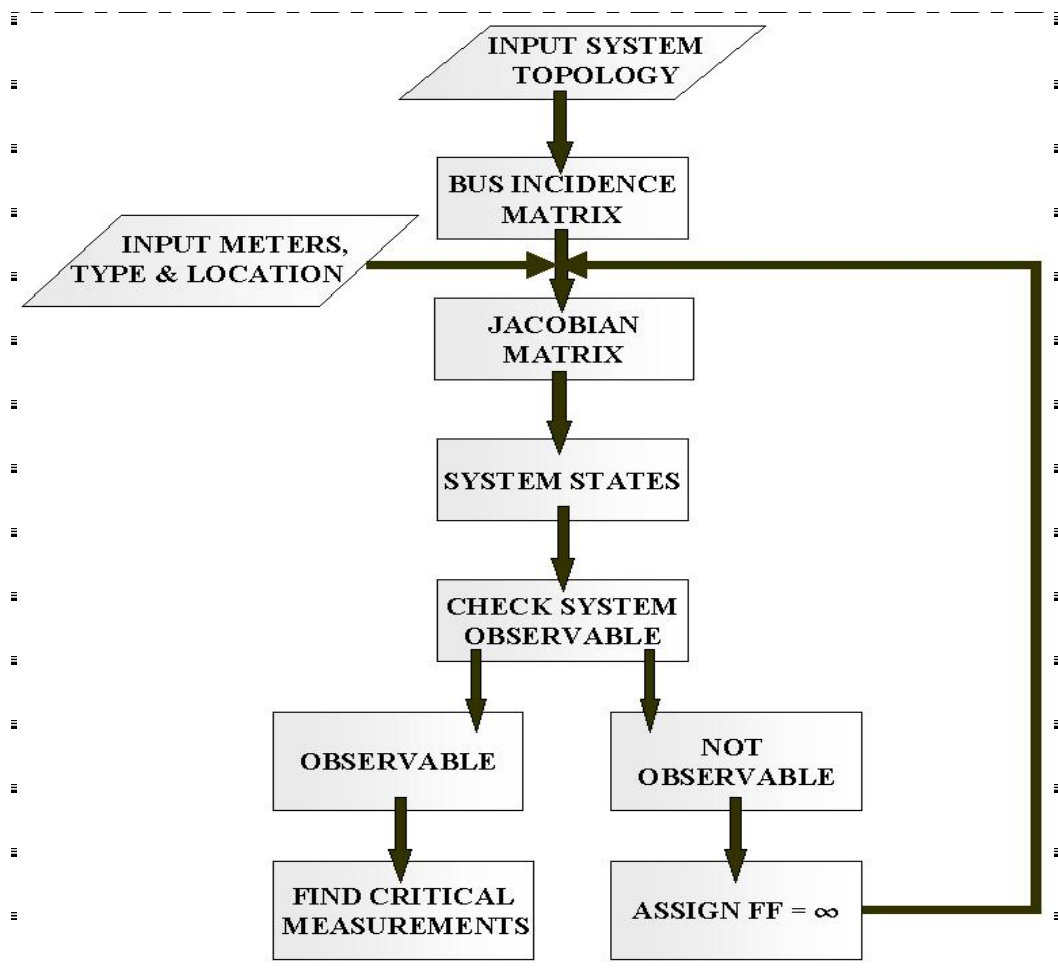 INPUT SYSTEM
TOPOLOGY
BUS INCIDENCE
MATRIX
INPUT METERS,
TYPE & LOCATION
JACOBIAN
MATRIX
SYSTEM STATES
CHECK SYSTEM
OBSERVABLE
OBSERVABLE
NOT
OBSERVABLE
FIND CRITICAL
MEASUREMENTS
ASSIGN FF = ∞